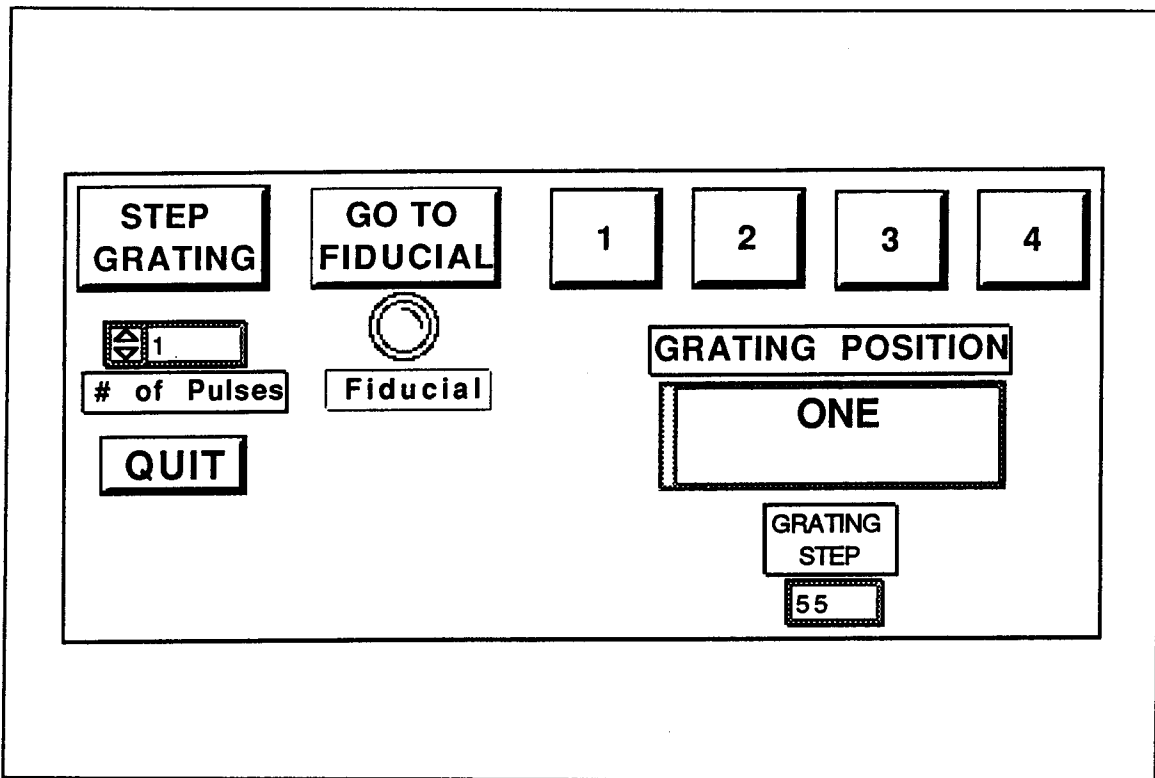 STEP
GRATING
GO TO
FIDUCIAL
1
2
3
4
1
# of Pulses
Fiducial
QUIT
GRATING POSITION
ONE
GRATING
STEP
55